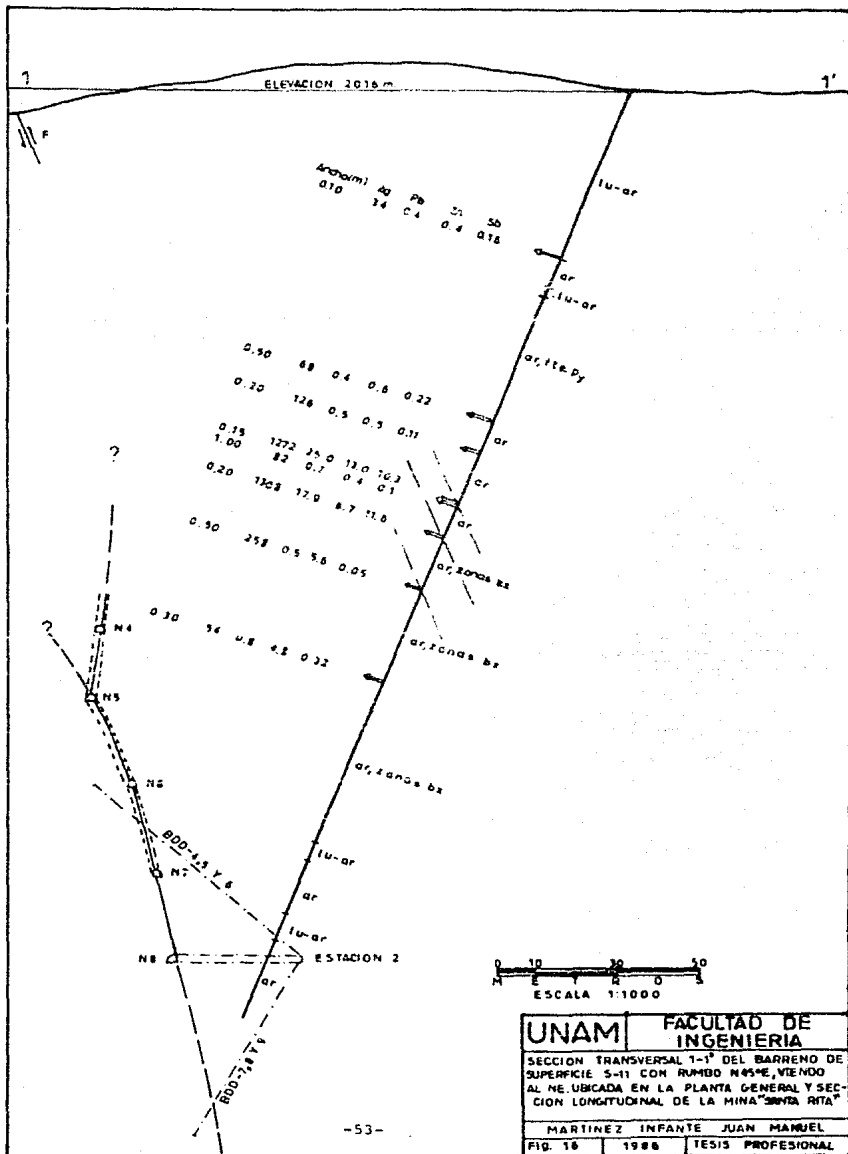 1 1'
ELEVACION 2016 m.
F
lu-ar
Ancho(m) Ag Pb Zn Sb
0.10 34 0.4 0.4 0.18
ar
lu-ar
ar, fte. py
0.50 68 0.4 0.6 0.22
0.20 126 0.5 0.5 0.11
ar
ar
0.15 1272 25.0 13.0 10.3
1.00 82 0.4 0.1
ar
0.20 1308 17.9 8.7 11.6
ar, zonas bx
0.50 258 0.5 5.6 0.05
?
ar, zonas bx
0.30 54 0.8 4.8 0.32
N4
?
N5
ar, zonas bx
N6
BDD-4,5 Y 6
lu-ar
N7
ar
lu-ar
N8
ESTACION 2
ar
BDD-7,8 Y 9
0 10 30 50
M E T R O S
ESCALA 1:1000
UNAM
FACULTAD DE
INGENIERIA
SECCION TRANSVERSAL 1-1' DEL BARRENO DE
SUPERFICIE S-11 CON RUMBO N45°E, VIENDO
AL NE. UBICADA EN LA PLANTA GENERAL Y SEC-
CION LONGITUDINAL DE LA MINA "SANTA RITA"
MARTINEZ INFANTE JUAN MANUEL
FIG. 16 1986 TESIS PROFESIONAL
-53-